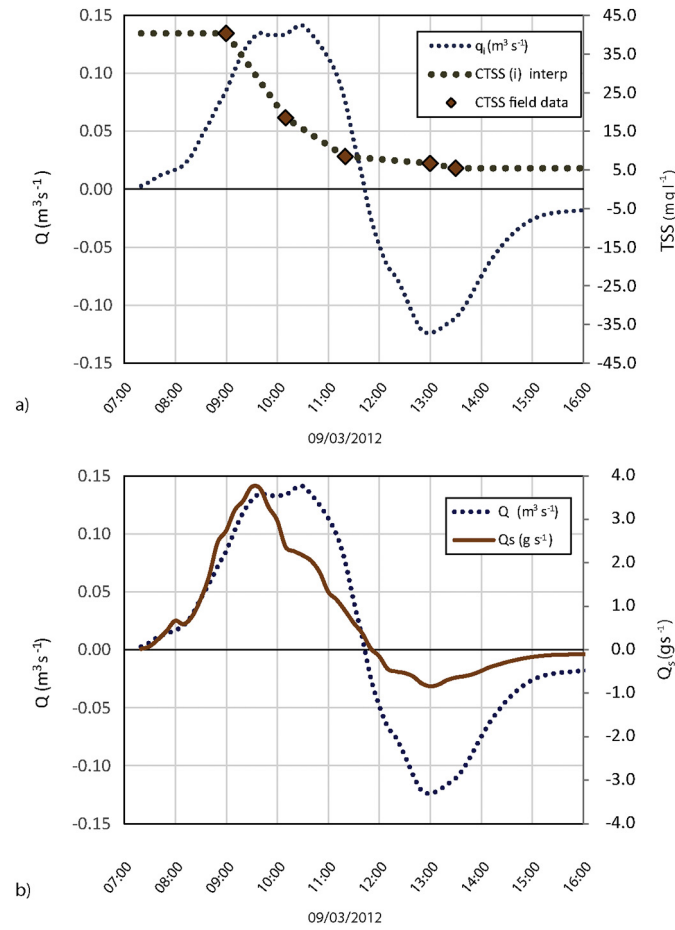 0.15 45.0
qi(m³ s-¹)
0.10 35.0
CTSS (i) interp
25.0
CTSS field data
0.05 15.0
5.0
0.00
-5.0
Q (m³s-¹)
TSS (m g l-¹)
-0.05 -15.0
-25.0
-0.10 -35.0
-0.15 -45.0
07:00 08:00 09:00 10:00 11:00 12:00 13:00 14:00 15:00 16:00
a)
09/03/2012
0.15 4.0
Q (m³ s-¹)
Qs (g s-¹)
0.10 3.0
2.0
0.05 1.0
0.00 0.0
Q (m³s-¹)
Qs (gs-¹)
-0.05 -1.0
-2.0
-0.10 -3.0
-0.15 -4.0
07:00 08:00 09:00 10:00 11:00 12:00 13:00 14:00 15:00 16:00
b)
09/03/2012